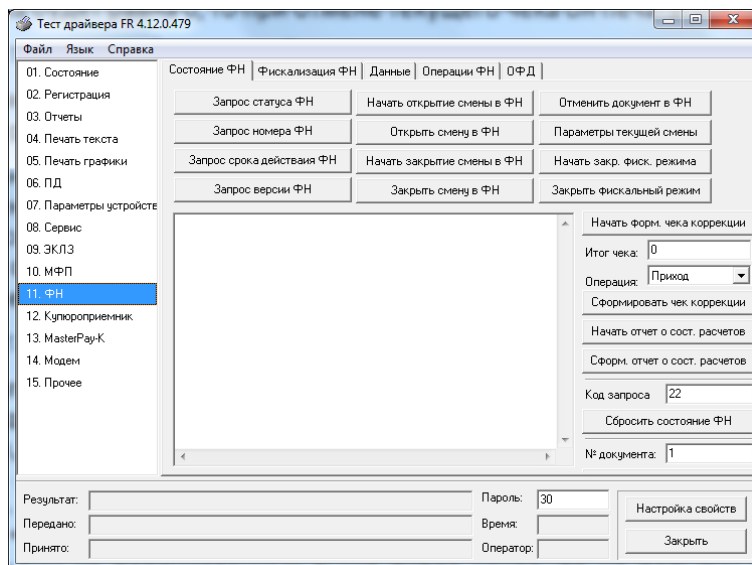 Тест драйвера FR 4.12.0.479
Файл Язык Справка
01. Состояние
02. Регистрация
03. Отчеты
04. Печать текста
05. Печать графики
06. ПД
07. Параметры устройств
08. Сервис
09. ЭКЛЗ
10. МФП
11. ФН
12. Купюроприемник
13. MasterPay-K
14. Модем
15. Прочее
Состояние ФН Фискализация ФН Данные Операции ФН ОФД
Запрос статуса ФН Начать открытие смены в ФН Отменить документ в ФН
Запрос номера ФН Открыть смену в ФН Параметры текущей смены
Запрос срока действаия ФН Начать закрытие смены в ФН Начать закр. фиск. режима
Запрос версии ФН Закрыть смену в ФН Закрыть фискальный режим
Начать форм. чека коррекции
Итог чека: 0
Операция: Приход
Сформировать чек коррекции
Начать отчет о сост. расчетов
Сформ. отчет о сост. расчетов
Код запроса 22
Сбросить состояние ФН
№ документа: 1
Результат: Пароль: 30 Настройка свойств
Передано: Время:
Принято: Оператор: Закрыть